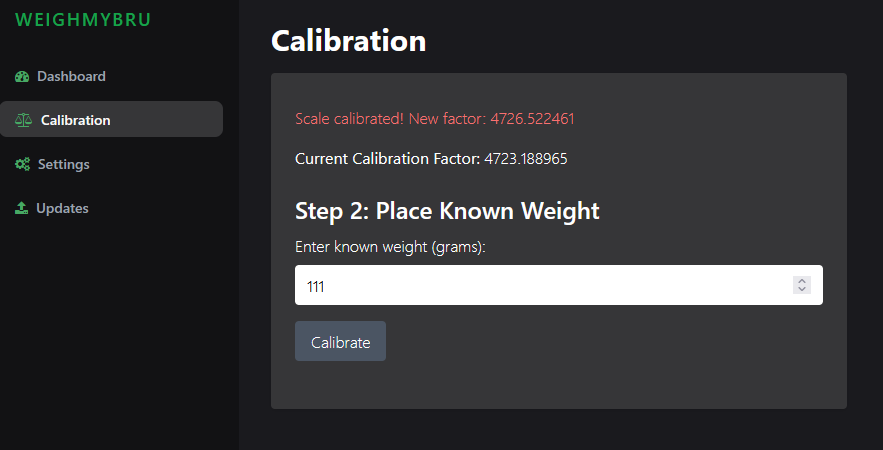 WEIGHMYBRU
Dashboard
Calibration
Settings
Updates
Calibration
Scale calibrated! New factor: 4726.522461
Current Calibration Factor: 4723.188965
Step 2: Place Known Weight
Enter known weight (grams):
111
Calibrate